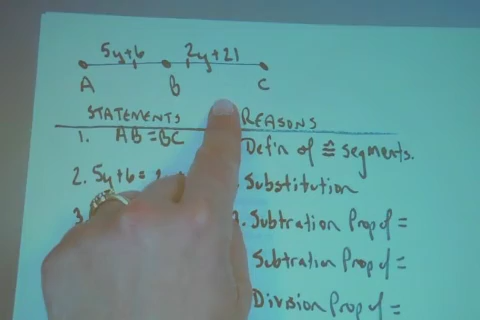 5y+6 2y+21
A B C
STATEMENTS REASONS
1. AB = BC Defin of ≅ segments.
2. 5y+6 = Substitution
3. Subtration Prop of =
Subtration Prop of =
Division Prop of =